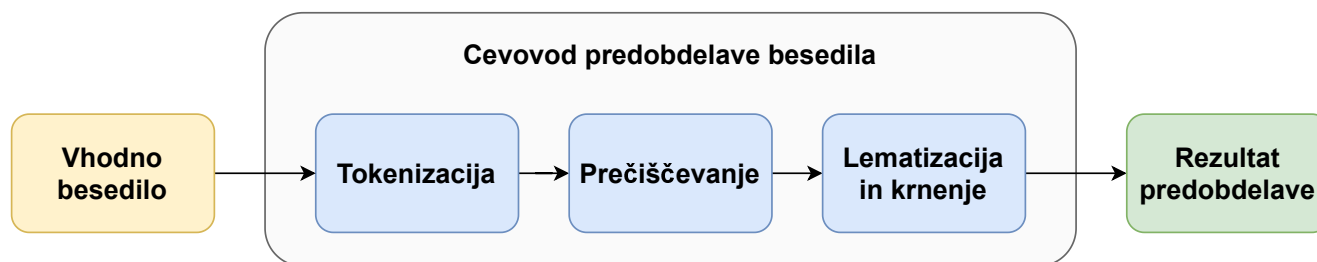 Cevovod predobdelave besedila
Vhodno
besedilo
Tokenizacija
Prečiščevanje
Lematizacija
in krnenje
Rezultat
predobdelave